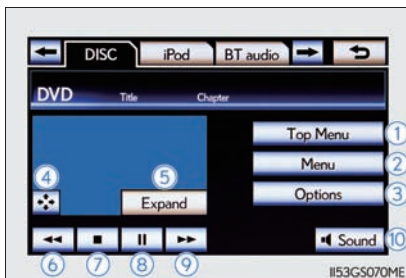 DISC iPod BT audio
DVD Title Chapter
Top Menu 1
Menu 2
4 5 Options 3
Expand
6 7 8 9 Sound 10
II53GS070ME